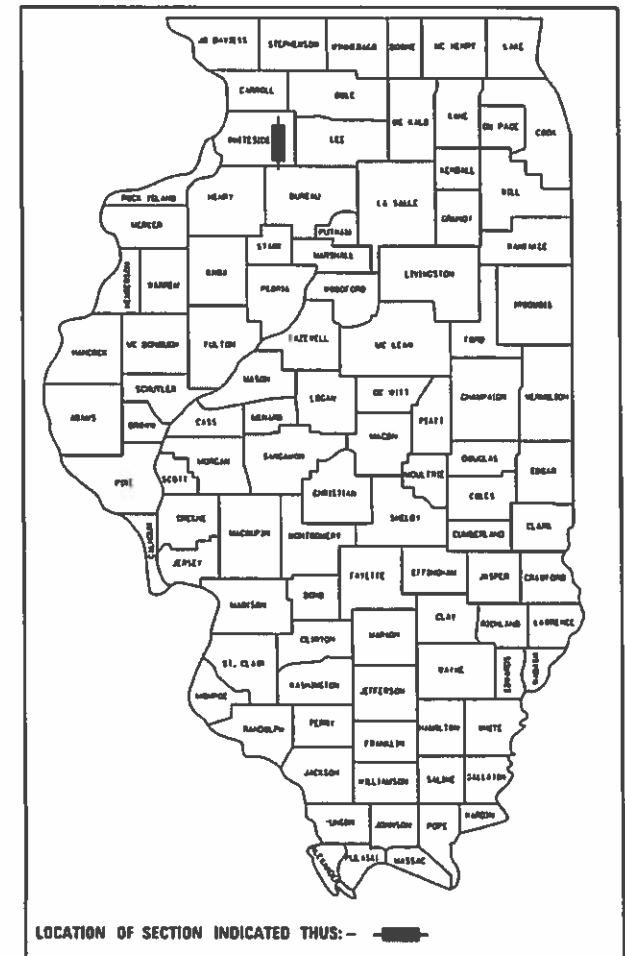 JO DAVIESS STEPHENSON WINNEBAGO BOONE MC HENRY LAKE
CARROLL OGLE
DE KALB KANE DU PAGE COOK
WHITESIDE LEE
KENDALL
ROCK ISLAND HENRY BUREAU LA SALLE GRUNDY WILL
MERCER PUTNAM
STARK MARSHALL KANKAKEE
HENDERSON WARREN KNOX PEORIA WOODFORD LIVINGSTON IROQUOIS
HANCOCK MC DONOUGH FULTON TAZEWELL MC LEAN FORD
MASON
SCHUYLER LOGAN DE WITT CHAMPAIGN VERMILION
ADAMS BROWN CASS MENARD PIATT
MACON
MORGAN SANGAMON DOUGLAS
PIKE SCOTT CHRISTIAN MOULTRIE EDGAR
COLES
GREENE MACOUPIN MONTGOMERY SHELBY
CALHOUN CUMBERLAND CLARK
JERSEY
FAYETTE EFFINGHAM JASPER CRAWFORD
MADISON BOND
CLAY RICHLAND LAWRENCE
CLINTON MARION
ST. CLAIR WAYNE EDWARDS WABASH
WASHINGTON JEFFERSON
MONROE
RANDOLPH PERRY HAMILTON WHITE
FRANKLIN
JACKSON WILLIAMSON SALINE GALLATIN
UNION JOHNSON POPE HARDIN
ALEXANDER PULASKI MASSAC
LOCATION OF SECTION INDICATED THUS: -